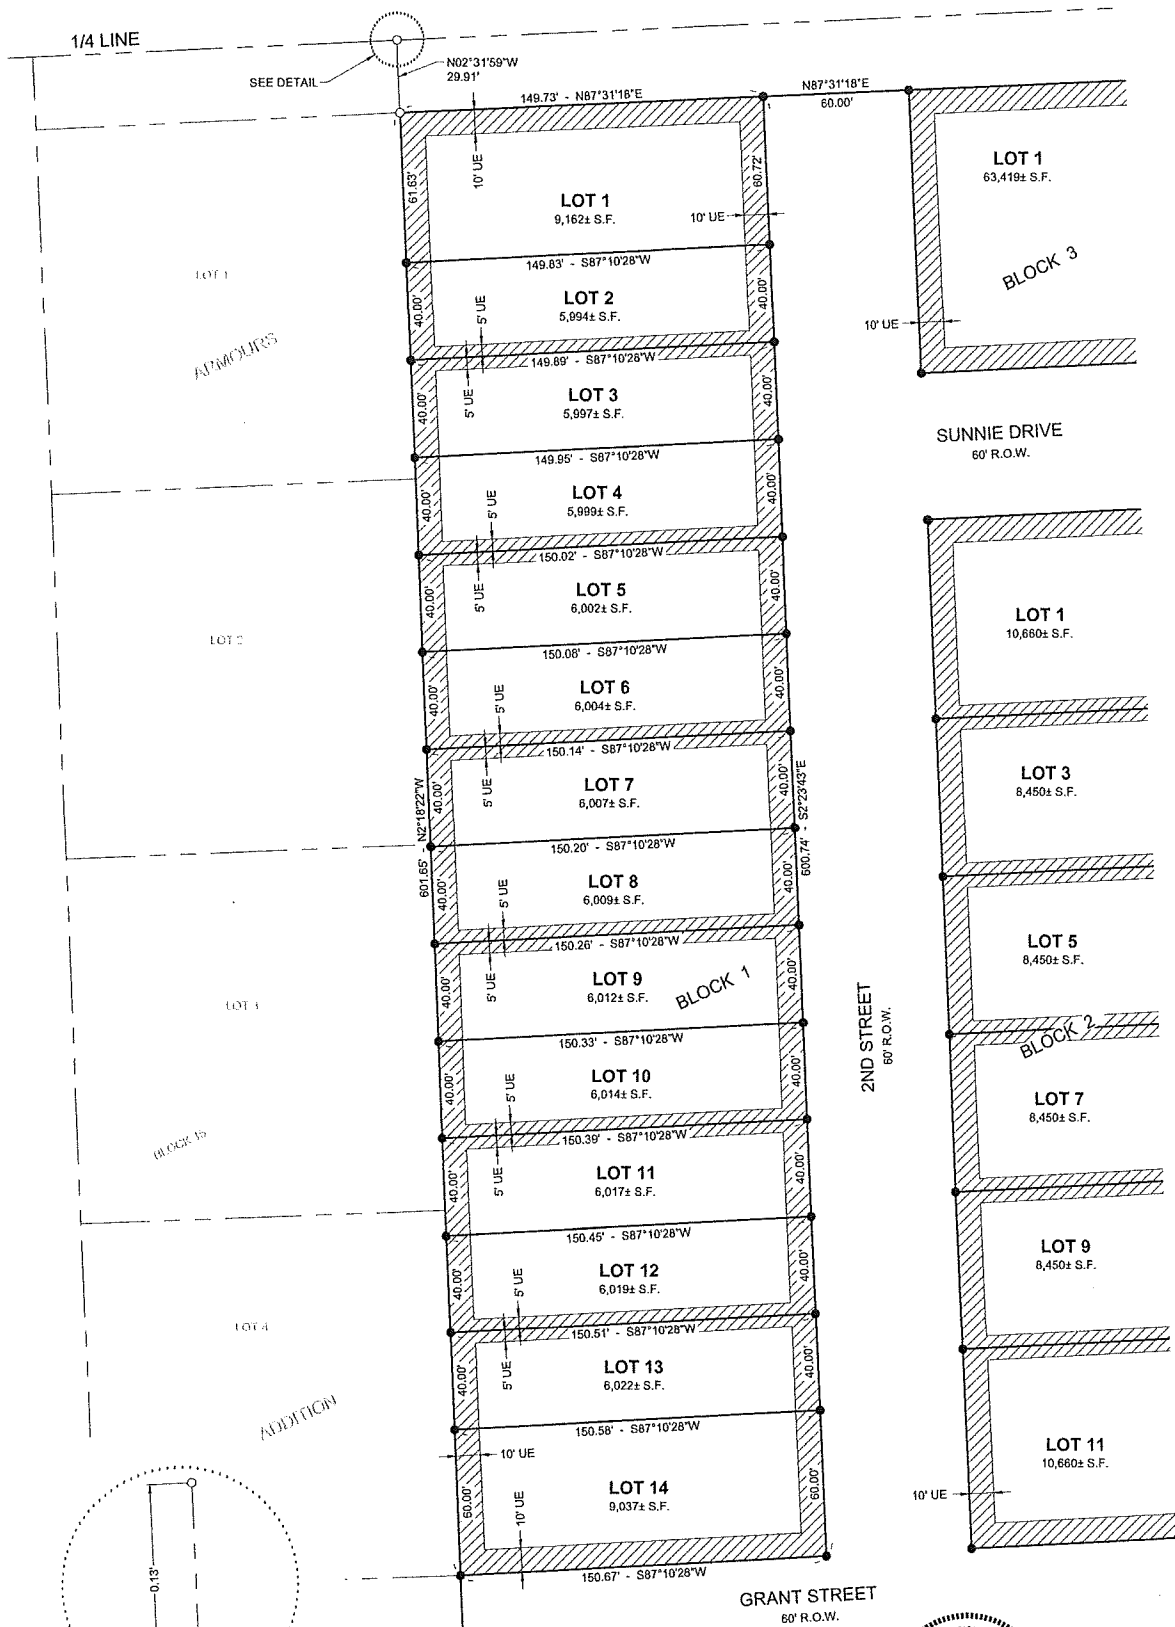 1/4 LINE
SEE DETAIL
N02°31'59"W
29.91'
149.73' - N87°31'18"E
N87°31'18"E
60.00'
61.63'
10' UE
60.72'
LOT 1
9,162± S.F.
10' UE
149.83' - S87°10'28"W
40.00'
5' UE
LOT 2
5,994± S.F.
40.00'
149.89' - S87°10'28"W
40.00'
5' UE
LOT 3
5,997± S.F.
40.00'
149.95' - S87°10'28"W
40.00'
5' UE
LOT 4
5,999± S.F.
40.00'
150.02' - S87°10'28"W
40.00'
5' UE
LOT 5
6,002± S.F.
40.00'
150.08' - S87°10'28"W
40.00'
5' UE
LOT 6
6,004± S.F.
40.00'
150.14' - S87°10'28"W
40.00'
5' UE
LOT 7
6,007± S.F.
40.00'
601.65' - N2°18'22"W
600.74' - S2°23'43"E
150.20' - S87°10'28"W
40.00'
5' UE
LOT 8
6,009± S.F.
40.00'
150.26' - S87°10'28"W
40.00'
5' UE
LOT 9
6,012± S.F.
BLOCK 1
40.00'
150.33' - S87°10'28"W
40.00'
5' UE
LOT 10
6,014± S.F.
40.00'
150.39' - S87°10'28"W
40.00'
5' UE
LOT 11
6,017± S.F.
40.00'
150.45' - S87°10'28"W
40.00'
5' UE
LOT 12
6,019± S.F.
40.00'
150.51' - S87°10'28"W
40.00'
5' UE
LOT 13
6,022± S.F.
40.00'
150.58' - S87°10'28"W
10' UE
60.00'
10' UE
LOT 14
9,037± S.F.
60.00'
150.67' - S87°10'28"W
GRANT STREET
60' R.O.W.
2ND STREET
60' R.O.W.
LOT 1
63,419± S.F.
BLOCK 3
10' UE
SUNNIE DRIVE
60' R.O.W.
LOT 1
10,660± S.F.
LOT 3
8,450± S.F.
LOT 5
8,450± S.F.
BLOCK 2
LOT 7
8,450± S.F.
LOT 9
8,450± S.F.
LOT 11
10,660± S.F.
10' UE
LOT 1
ARMOURS
LOT 2
LOT 3
BLOCK 15
LOT 4
ADDITION
0.13'